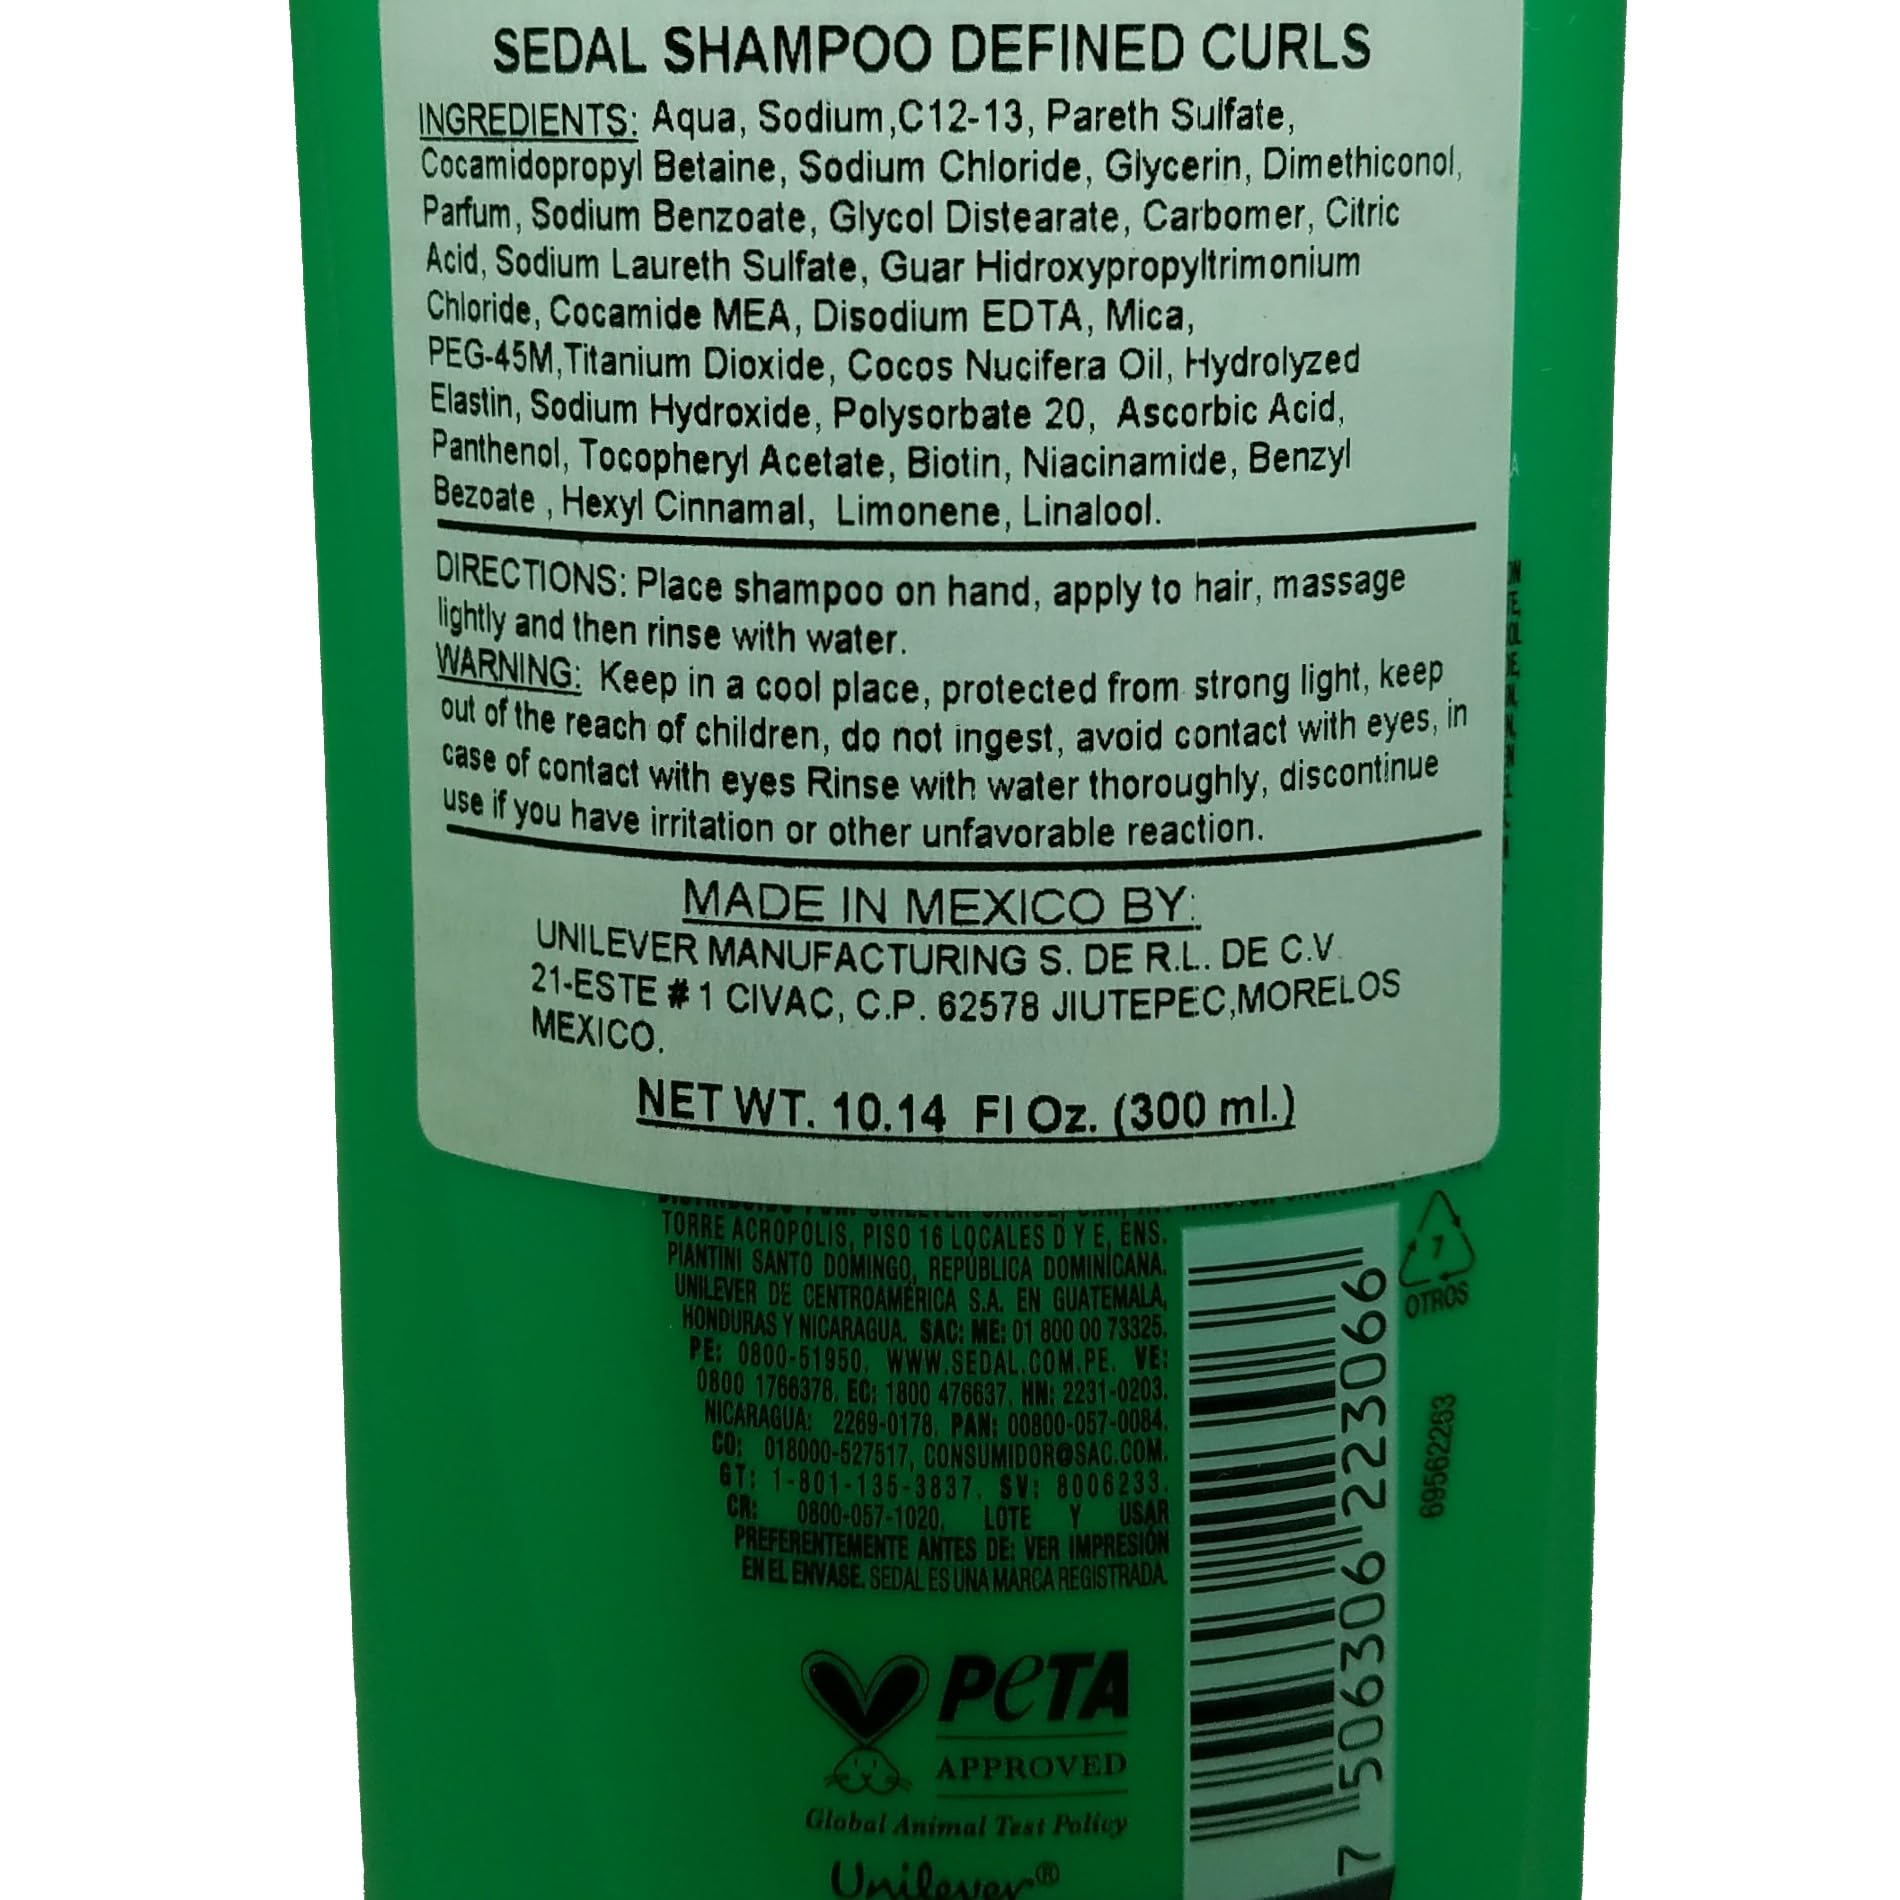 SEDAL SHAMPOO DEFINED CURLS
INGREDIENTS: Aqua, Sodium,C12-13, Pareth Sulfate,
Cocamidopropyl Betaine, Sodium Chloride, Glycerin, Dimethiconol,
Parfum, Sodium Benzoate, Glycol Distearate, Carbomer, Citric
Acid, Sodium Laureth Sulfate, Guar Hidroxypropyltrimonium
Chloride, Cocamide MEA, Disodium EDTA, Mica,
PEG-45M,Titanium Dioxide, Cocos Nucifera Oil, Hydrolyzed
Elastin, Sodium Hydroxide, Polysorbate 20, Ascorbic Acid,
Panthenol, Tocopheryl Acetate, Biotin, Niacinamide, Benzyl
Bezoate , Hexyl Cinnamal, Limonene, Linalool.
DIRECTIONS: Place shampoo on hand, apply to hair, massage
lightly and then rinse with water.
WARNING: Keep in a cool place, protected from strong light, keep
out of the reach of children, do not ingest, avoid contact with eyes, in
case of contact with eyes Rinse with water thoroughly, discontinue
use if you have irritation or other unfavorable reaction.
MADE IN MEXICO BY:
UNILEVER MANUFACTURING S. DE R.L. DE C.V.
21-ESTE # 1 CIVAC, C.P. 62578 JIUTEPEC,MORELOS
MEXICO.
NET WT. 10.14 Fl Oz. (300 ml.)
TORRE ACROPOLIS, PISO 16 LOCALES D Y E, ENS.
PIANTINI SANTO DOMINGO, REPÚBLICA DOMINICANA.
UNILEVER DE CENTROAMÉRICA S.A. EN GUATEMALA,
HONDURAS Y NICARAGUA. SAC: ME: 01 800 00 73325.
PE: 0800-51950. WWW.SEDAL.COM.PE. VE:
0800 1766378. EC: 1800 476637. HN: 2231-0203.
NICARAGUA: 2269-0178. PAN: 00800-057-0084.
CO: 018000-527517, CONSUMIDOR@SAC.COM.
GT: 1-801-135-3837. SV: 8006233.
CR: 0800-057-1020. LOTE Y USAR
PREFERENTEMENTE ANTES DE: VER IMPRESIÓN
EN EL ENVASE. SEDAL ES UNA MARCA REGISTRADA.
7
OTROS
69562263
7 506306 223066
PeTA
APPROVED
Global Animal Test Policy
Unilever®